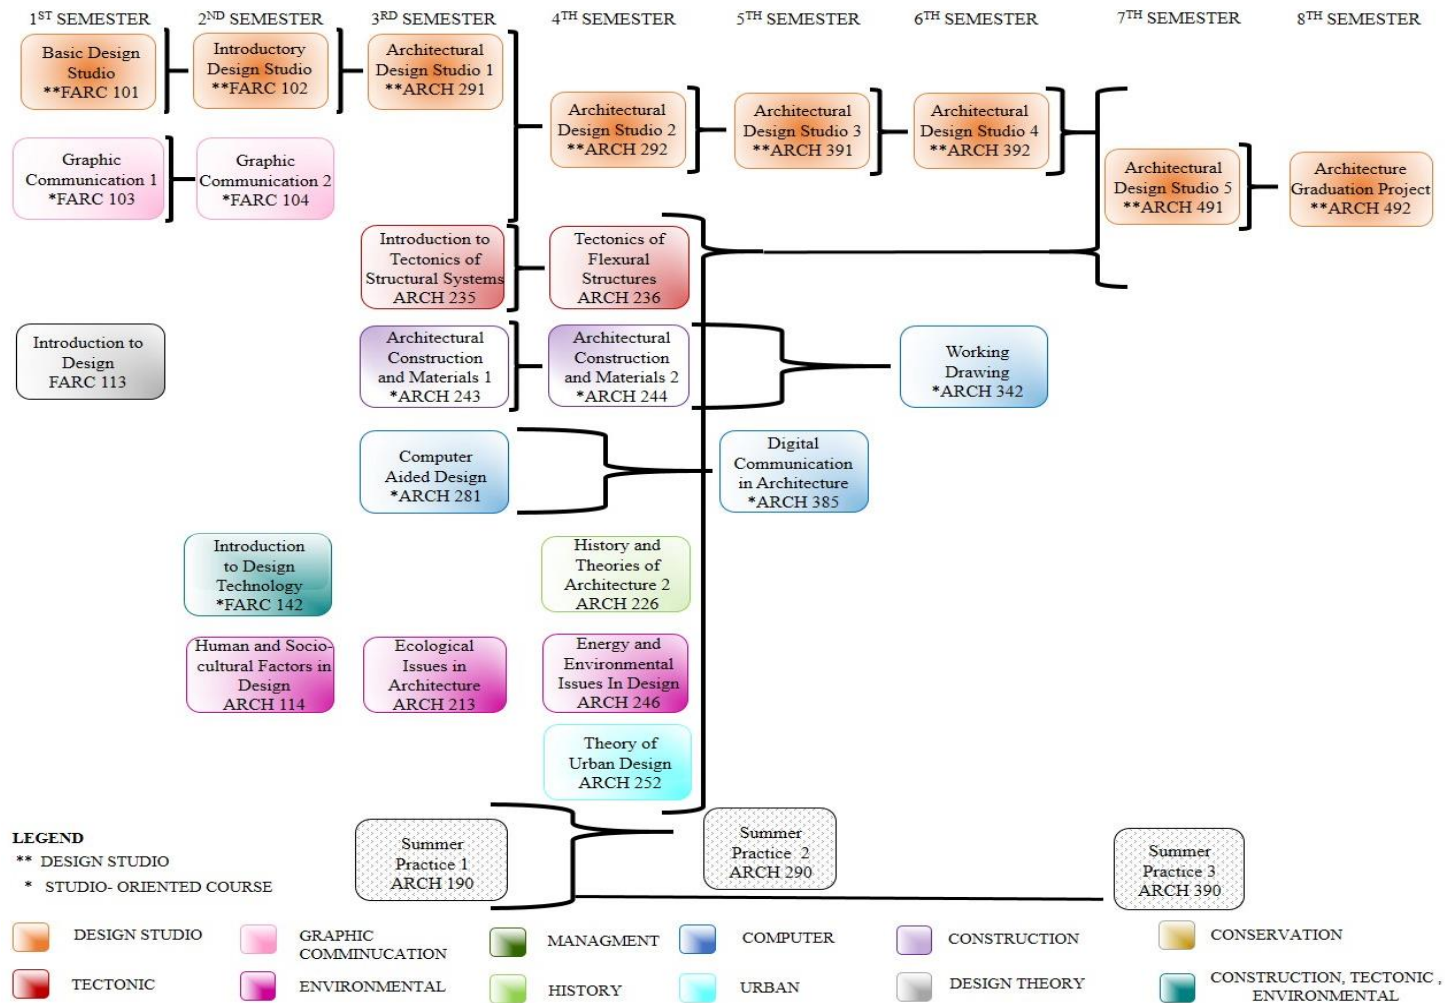 1ST SEMESTER
2ND SEMESTER
3RD SEMESTER
4TH SEMESTER
5TH SEMESTER
6TH SEMESTER
7TH SEMESTER
8TH SEMESTER
Basic Design
Studio
**FARC 101
Introductory
Design Studio
**FARC 102
Architectural
Design Studio 1
**ARCH 291
Architectural
Design Studio 2
**ARCH 292
Architectural
Design Studio 3
**ARCH 391
Architectural
Design Studio 4
**ARCH 392
Architectural
Design Studio 5
**ARCH 491
Architecture
Graduation Project
**ARCH 492
Graphic
Communication 1
*FARC 103
Graphic
Communication 2
*FARC 104
Introduction to
Tectonics of
Structural Systems
ARCH 235
Tectonics of
Flexural
Structures
ARCH 236
Introduction to
Design
FARC 113
Architectural
Construction
and Materials 1
*ARCH 243
Architectural
Construction
and Materials 2
*ARCH 244
Working
Drawing
*ARCH 342
Computer
Aided Design
*ARCH 281
Digital
Communication
in Architecture
*ARCH 385
Introduction
to Design
Technology
*FARC 142
History and
Theories of
Architecture 2
ARCH 226
Human and Socio-
cultural Factors in
Design
ARCH 114
Ecological
Issues in
Architecture
ARCH 213
Energy and
Environmental
Issues In Design
ARCH 246
Theory of
Urban Design
ARCH 252
Summer
Practice 1
ARCH 190
Summer
Practice 2
ARCH 290
Summer
Practice 3
ARCH 390
LEGEND
** DESIGN STUDIO
* STUDIO- ORIENTED COURSE
DESIGN STUDIO
GRAPHIC
COMMINUCATION
MANAGMENT
COMPUTER
CONSTRUCTION
CONSERVATION
TECTONIC
ENVIRONMENTAL
HISTORY
URBAN
DESIGN THEORY
CONSTRUCTION, TECTONIC ,
ENVIRONMENTAL